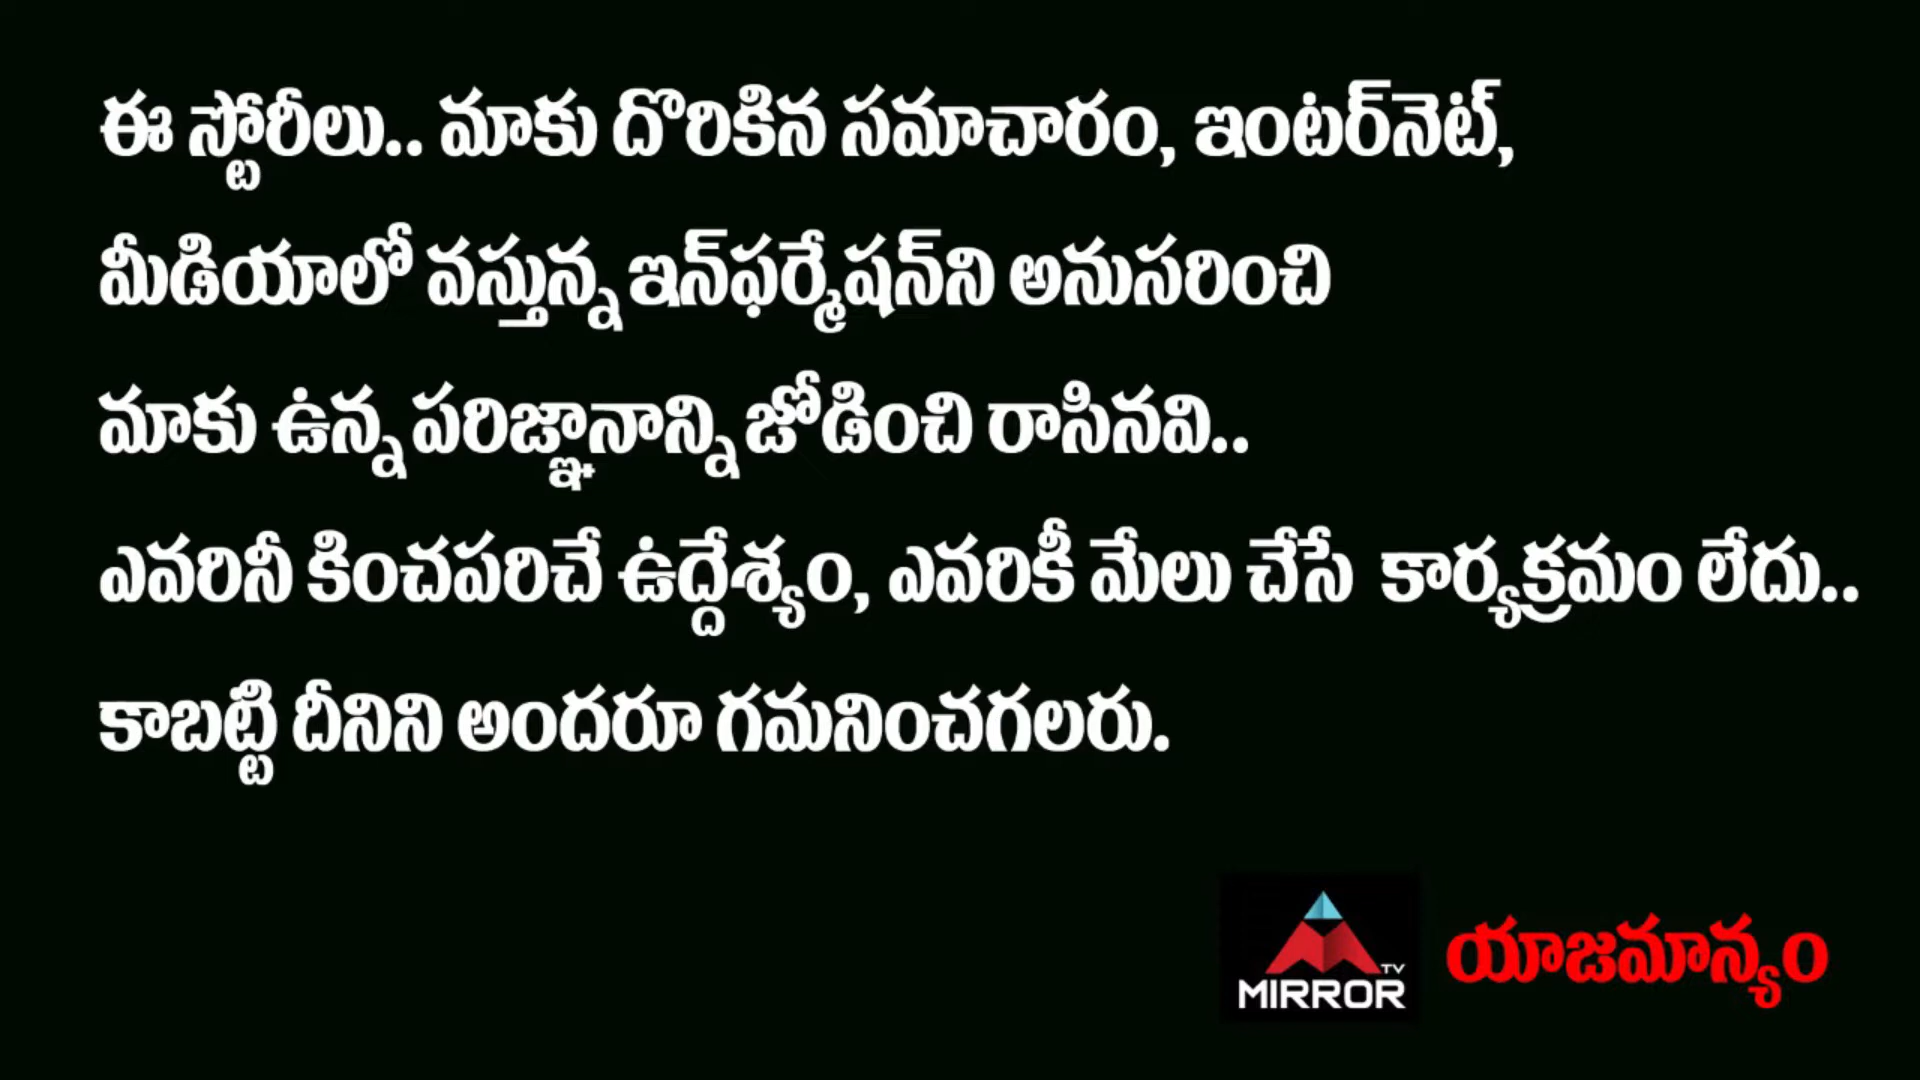 ఈ స్టోరీలు.. మాకు దొరికిన సమాచారం, ఇంటర్‌నెట్,
మీడియాలో వస్తున్న ఇన్‌ఫర్మేషన్‌ని అనుసరించి
మాకు ఉన్న పరిజ్ఞానాన్ని జోడించి రాసినవి..
ఎవరినీ కించపరిచే ఉద్దేశ్యం, ఎవరికీ మేలు చేసే కార్యక్రమం లేదు..
కాబట్టి దీనిని అందరూ గమనించగలరు.
TV
MIRROR
యాజమాన్యం